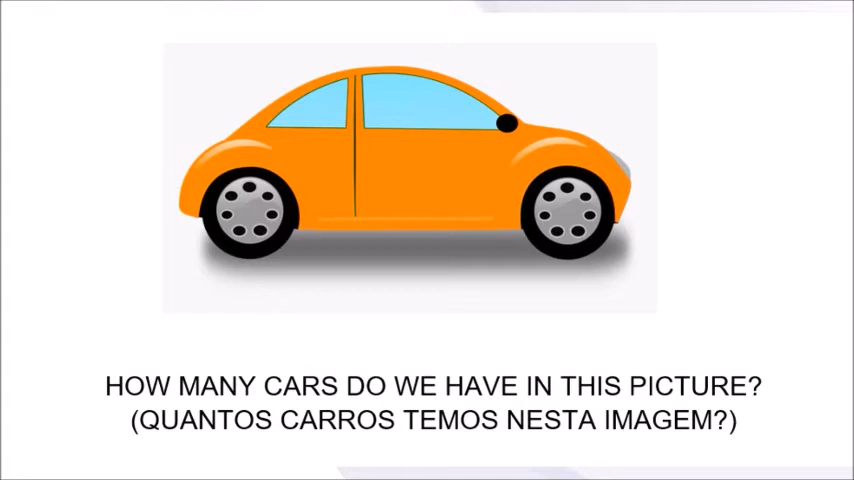 HOW MANY CARS DO WE HAVE IN THIS PICTURE?
(QUANTOS CARROS TEMOS NESTA IMAGEM?)